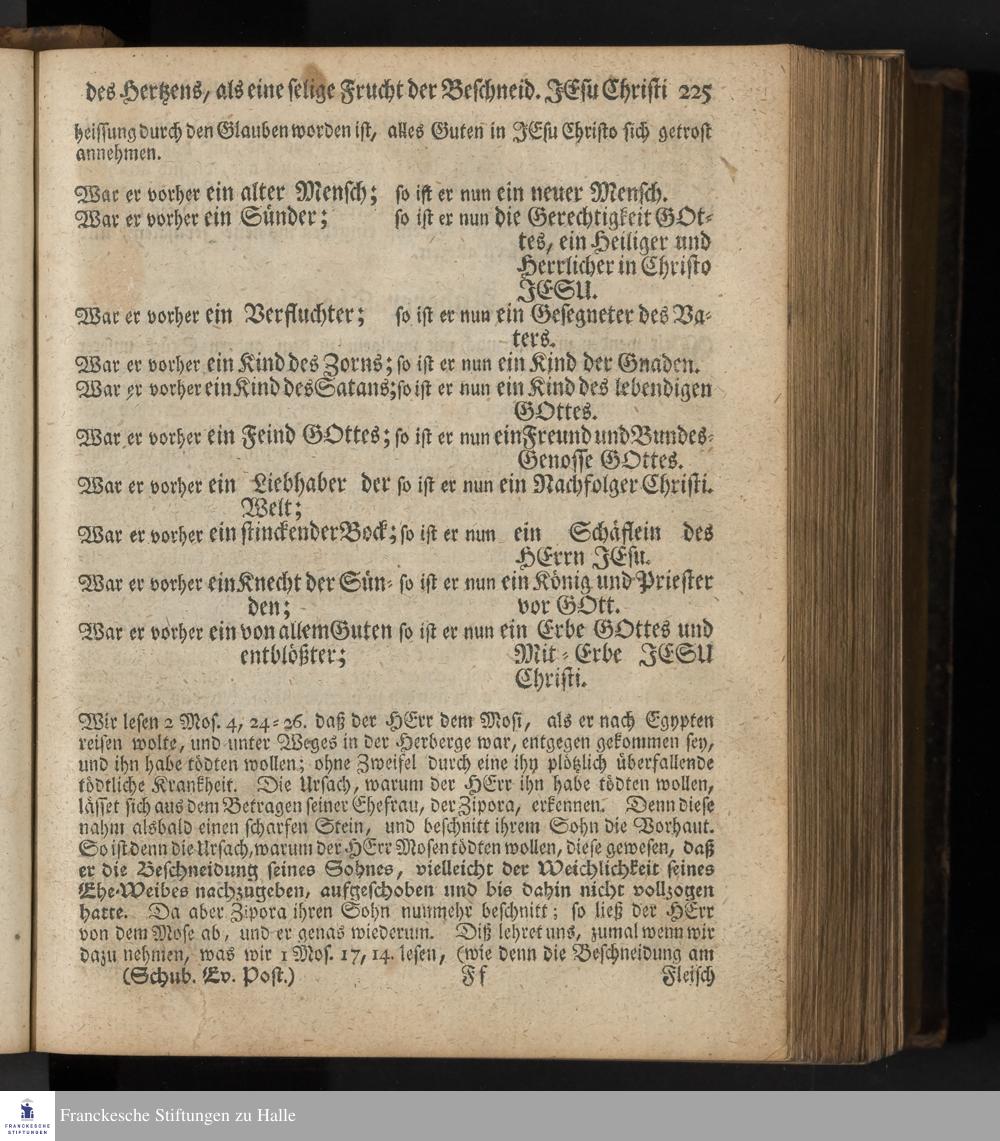 des Hertzens, als eine selige Frucht der Beschneid. JEsu Christi 225
heissung durch den Glauben worden ist, alles Guten in JEsu Christo sich getrost
annehmen.
War er vorher ein alter Mensch; so ist er nun ein neuer Mensch.
War er vorher ein Sünder; so ist er nun die Gerechtigkeit GOt-
tes, ein Heiliger und
Herrlicher in Christo
JESU.
War er vorher ein Verfluchter; so ist er nun ein Gesegneter des Va-
ters.
War er vorher ein Kind des Zorns; so ist er nun ein Kind der Gnaden.
War er vorher ein Kind des Satans; so ist er nun ein Kind des lebendigen
GOttes.
War er vorher ein Feind GOttes; so ist er nun ein Freund und Bundes-
Genosse GOttes.
War er vorher ein Liebhaber der so ist er nun ein Nachfolger Christi.
Welt;
War er vorher ein stinckender Bock; so ist er nun ein Schäflein des
HErrn JEsu.
War er vorher ein Knecht der Sün- so ist er nun ein König und Priester
den; vor GOtt.
War er vorher ein von allem Guten so ist er nun ein Erbe GOttes und
entblößter; Mit-Erbe JESU
Christi.
Wir lesen 2 Mos. 4, 24-26. daß der HErr dem Mosi, als er nach Egypten
reisen wolte, und unter Weges in der Herberge war, entgegen gekommen sey,
und ihn habe tödten wollen; ohne Zweifel durch eine ihn plötzlich überfallende
tödtliche Krankheit. Die Ursach, warum der HErr ihn habe tödten wollen,
lässet sich aus dem Betragen seiner Ehefrau, der Zipora, erkennen. Denn diese
nahm alsbald einen scharfen Stein, und beschnitt ihrem Sohn die Vorhaut.
So ist denn die Ursach, warum der HErr Mosen tödten wollen, diese gewesen, daß
er die Beschneidung seines Sohnes, vielleicht der Weichlichkeit seines
Ehe-Weibes nachzugeben, aufgeschoben und bis dahin nicht vollzogen
hatte. Da aber Zipora ihren Sohn nunmehr beschnitt; so ließ der HErr
von dem Mose ab, und er genas wiederum. Diß lehret uns, zumal wenn wir
dazu nehmen, was wir 1 Mos. 17, 14. lesen, (wie denn die Beschneidung am
(Schub. Ev. Post.) Ff Fleisch
FRANCKESCHE
STIFTUNGEN
Franckesche Stiftungen zu Halle